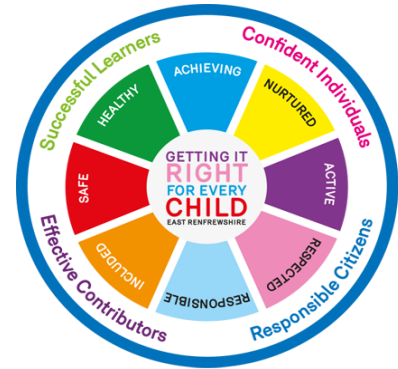 Successful Learners
Confident Individuals
ACHIEVING
NURTURED
ACTIVE
RESPECTED
RESPONSIBLE
INCLUDED
SAFE
HEALTHY
GETTING IT
RIGHT
FOR EVERY
CHILD
EAST RENFREWSHIRE
Effective Contributors
Responsible Citizens